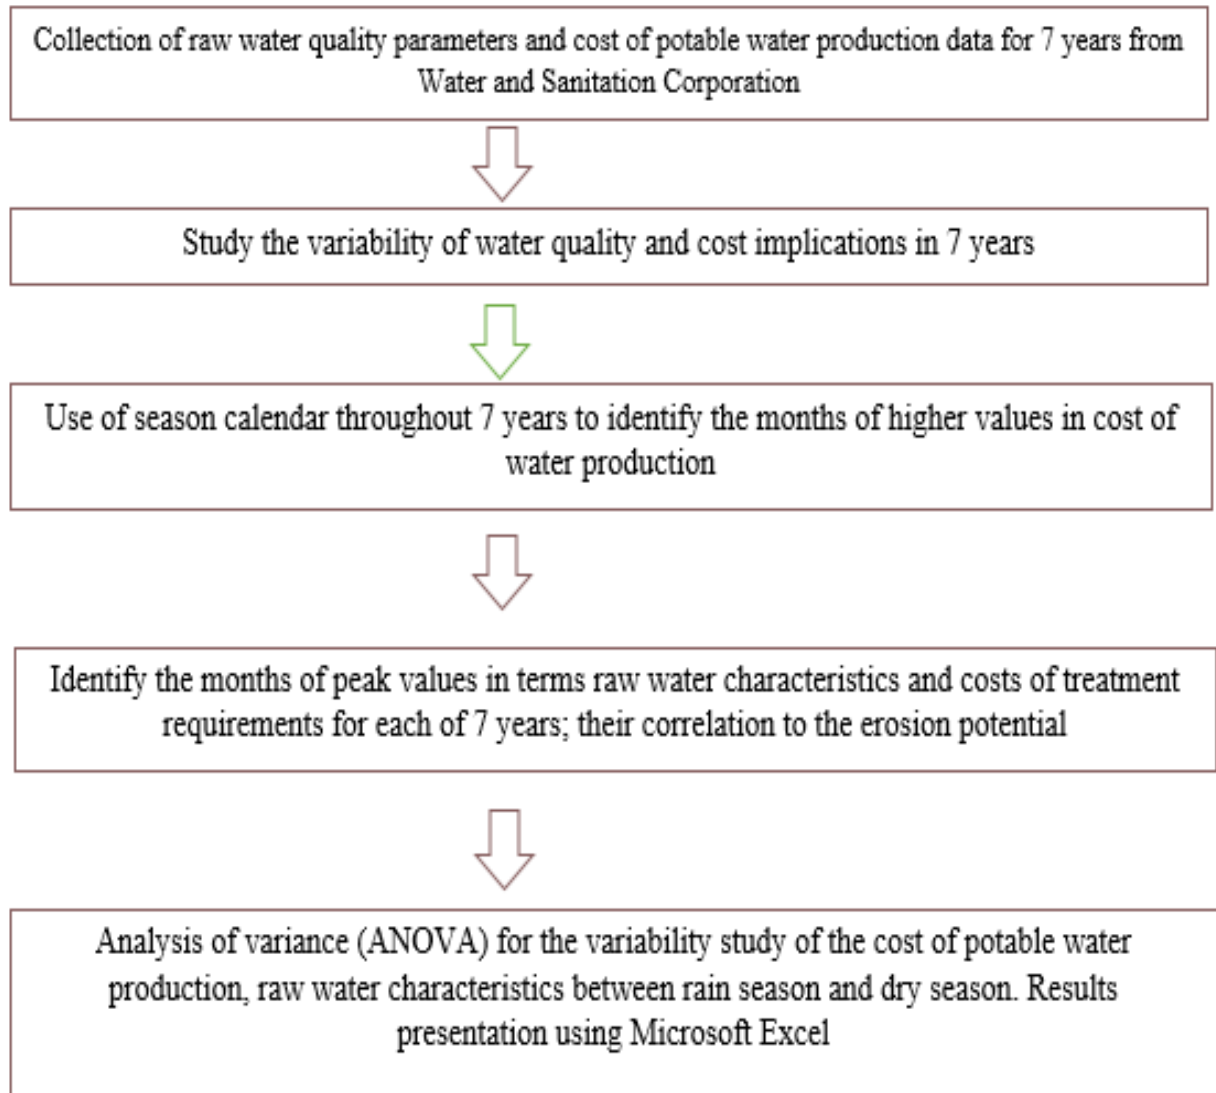 Collection of raw water quality parameters and cost of potable water production data for 7 years from
Water and Sanitation Corporation
Study the variability of water quality and cost implications in 7 years
Use of season calendar throughout 7 years to identify the months of higher values in cost of
water production
Identify the months of peak values in terms raw water characteristics and costs of treatment
requirements for each of 7 years; their correlation to the erosion potential
Analysis of variance (ANOVA) for the variability study of the cost of potable water
production, raw water characteristics between rain season and dry season. Results
presentation using Microsoft Excel